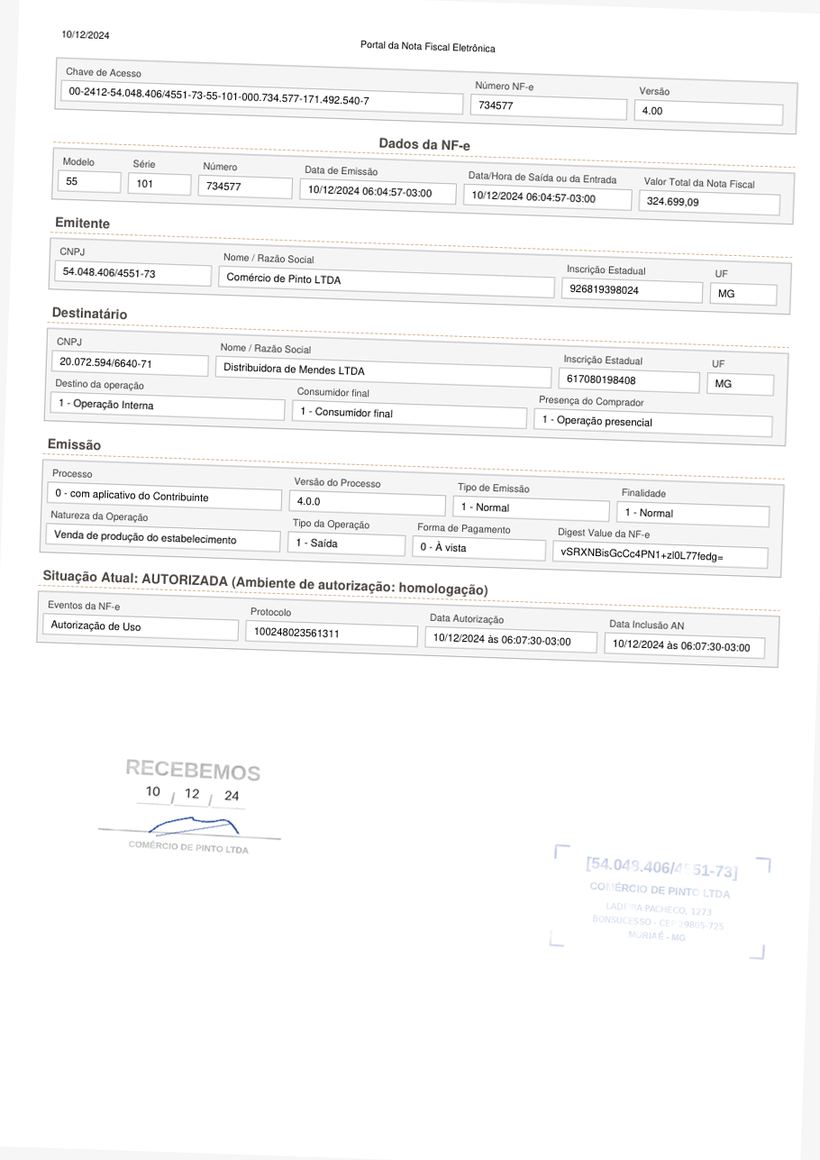 10/12/2024
Portal da Nota Fiscal Eletrônica
Chave de Acesso Número NF-e Versão
00-2412-54.048.406/4551-73-55-101-000.734.577-171.492.540-7 734577 4.00
Dados da NF-e
Modelo Série Número Data de Emissão Data/Hora de Saída ou da Entrada Valor Total da Nota Fiscal
55 101 734577 10/12/2024 06:04:57-03:00 10/12/2024 06:04:57-03:00 324.699,09
Emitente
CNPJ Nome / Razão Social Inscrição Estadual UF
54.048.406/4551-73 Comércio de Pinto LTDA 926819398024 MG
Destinatário
CNPJ Nome / Razão Social Inscrição Estadual UF
20.072.594/6640-71 Distribuidora de Mendes LTDA 617080198408 MG
Destino da operação Consumidor final Presença do Comprador
1 - Operação Interna 1 - Consumidor final 1 - Operação presencial
Emissão
Processo Versão do Processo Tipo de Emissão Finalidade
0 - com aplicativo do Contribuinte 4.0.0 1 - Normal 1 - Normal
Natureza da Operação Tipo da Operação Forma de Pagamento Digest Value da NF-e
Venda de produção do estabelecimento 1 - Saída 0 - À vista vSRXNBisGcCc4PN1+zl0L77fedg=
Situação Atual: AUTORIZADA (Ambiente de autorização: homologação)
Eventos da NF-e Protocolo Data Autorização Data Inclusão AN
Autorização de Uso 100248023561311 10/12/2024 às 06:07:30-03:00 10/12/2024 às 06:07:30-03:00
RECEBEMOS
10 / 12 / 24
COMÉRCIO DE PINTO LTDA
[54.048.406/4551-73]
COMÉRCIO DE PINTO LTDA
LADEIRA PACHECO, 1273
BONSUCESSO - CEP 79865-725
MURIAÉ - MG